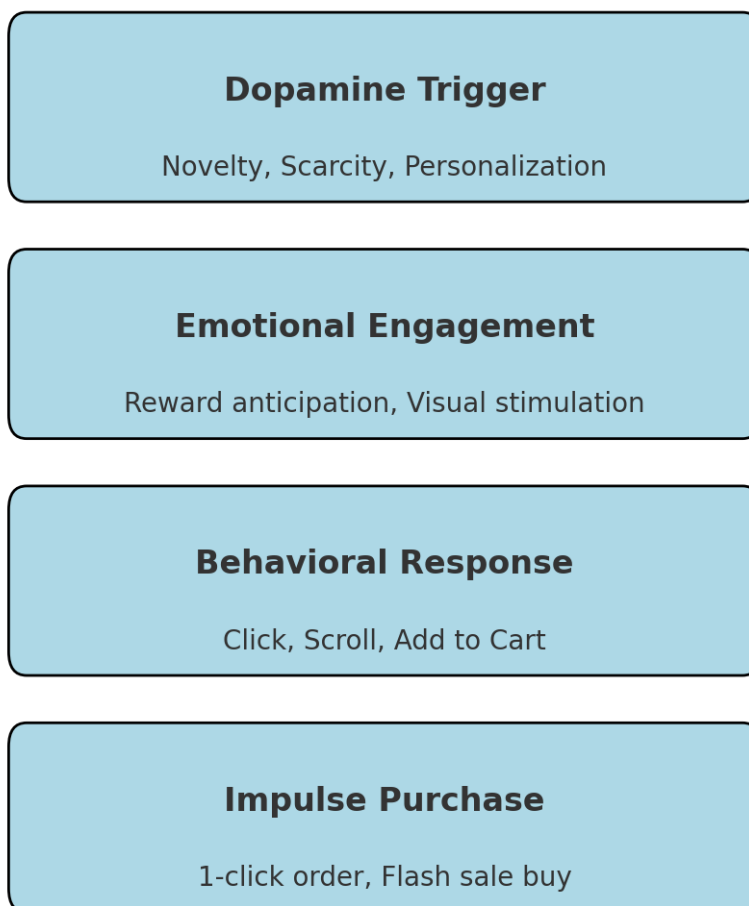 Dopamine Trigger
Novelty, Scarcity, Personalization
Emotional Engagement
Reward anticipation, Visual stimulation
Behavioral Response
Click, Scroll, Add to Cart
Impulse Purchase
1-click order, Flash sale buy